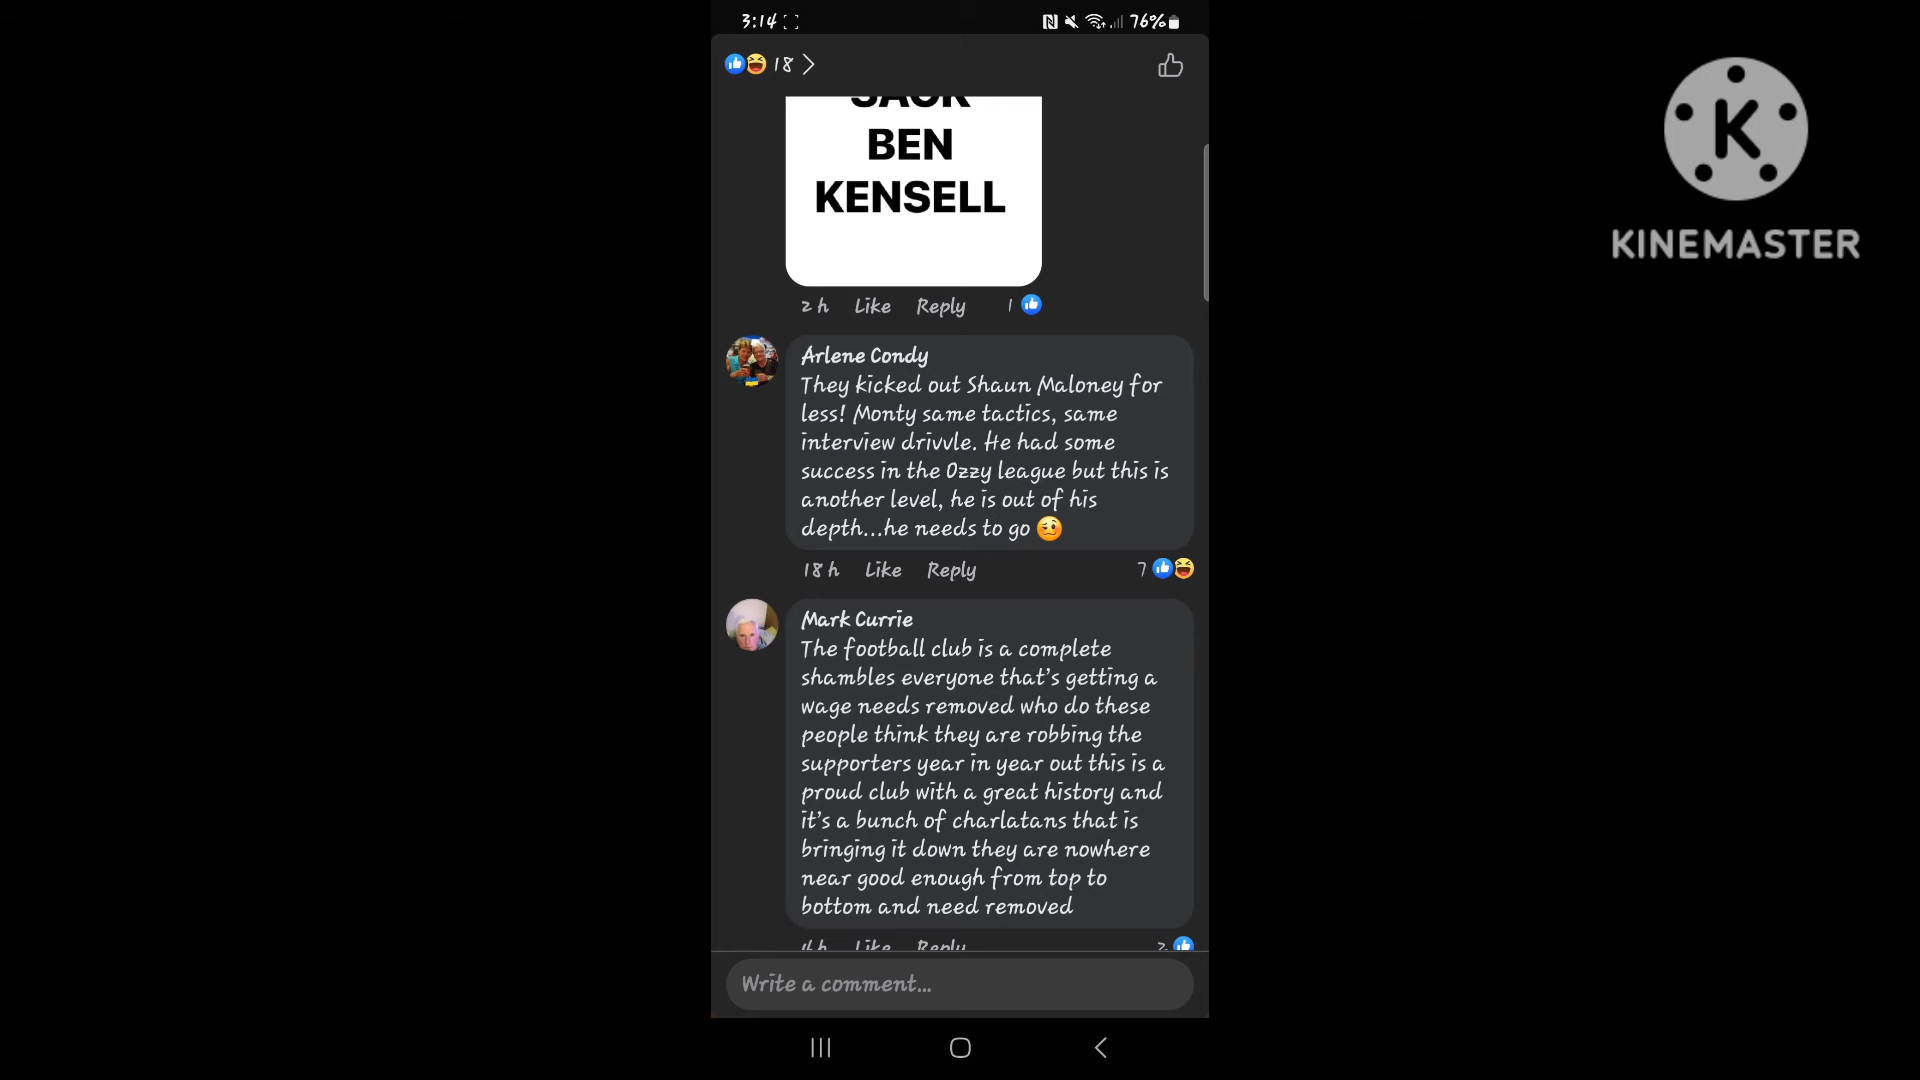 3:14
76%
18
SACK
BEN
KENSELL
2 h Like Reply 1
Arlene Condy
They kicked out Shaun Maloney for
less! Monty same tactics, same
interview drivvle. He had some
success in the Ozzy league but this is
another level, he is out of his
depth...he needs to go
18 h Like Reply 7
Mark Currie
The football club is a complete
shambles everyone that's getting a
wage needs removed who do these
people think they are robbing the
supporters year in year out this is a
proud club with a great history and
it's a bunch of charlatans that is
bringing it down they are nowhere
near good enough from top to
bottom and need removed
Like Reply
Write a comment...
K
KINEMASTER